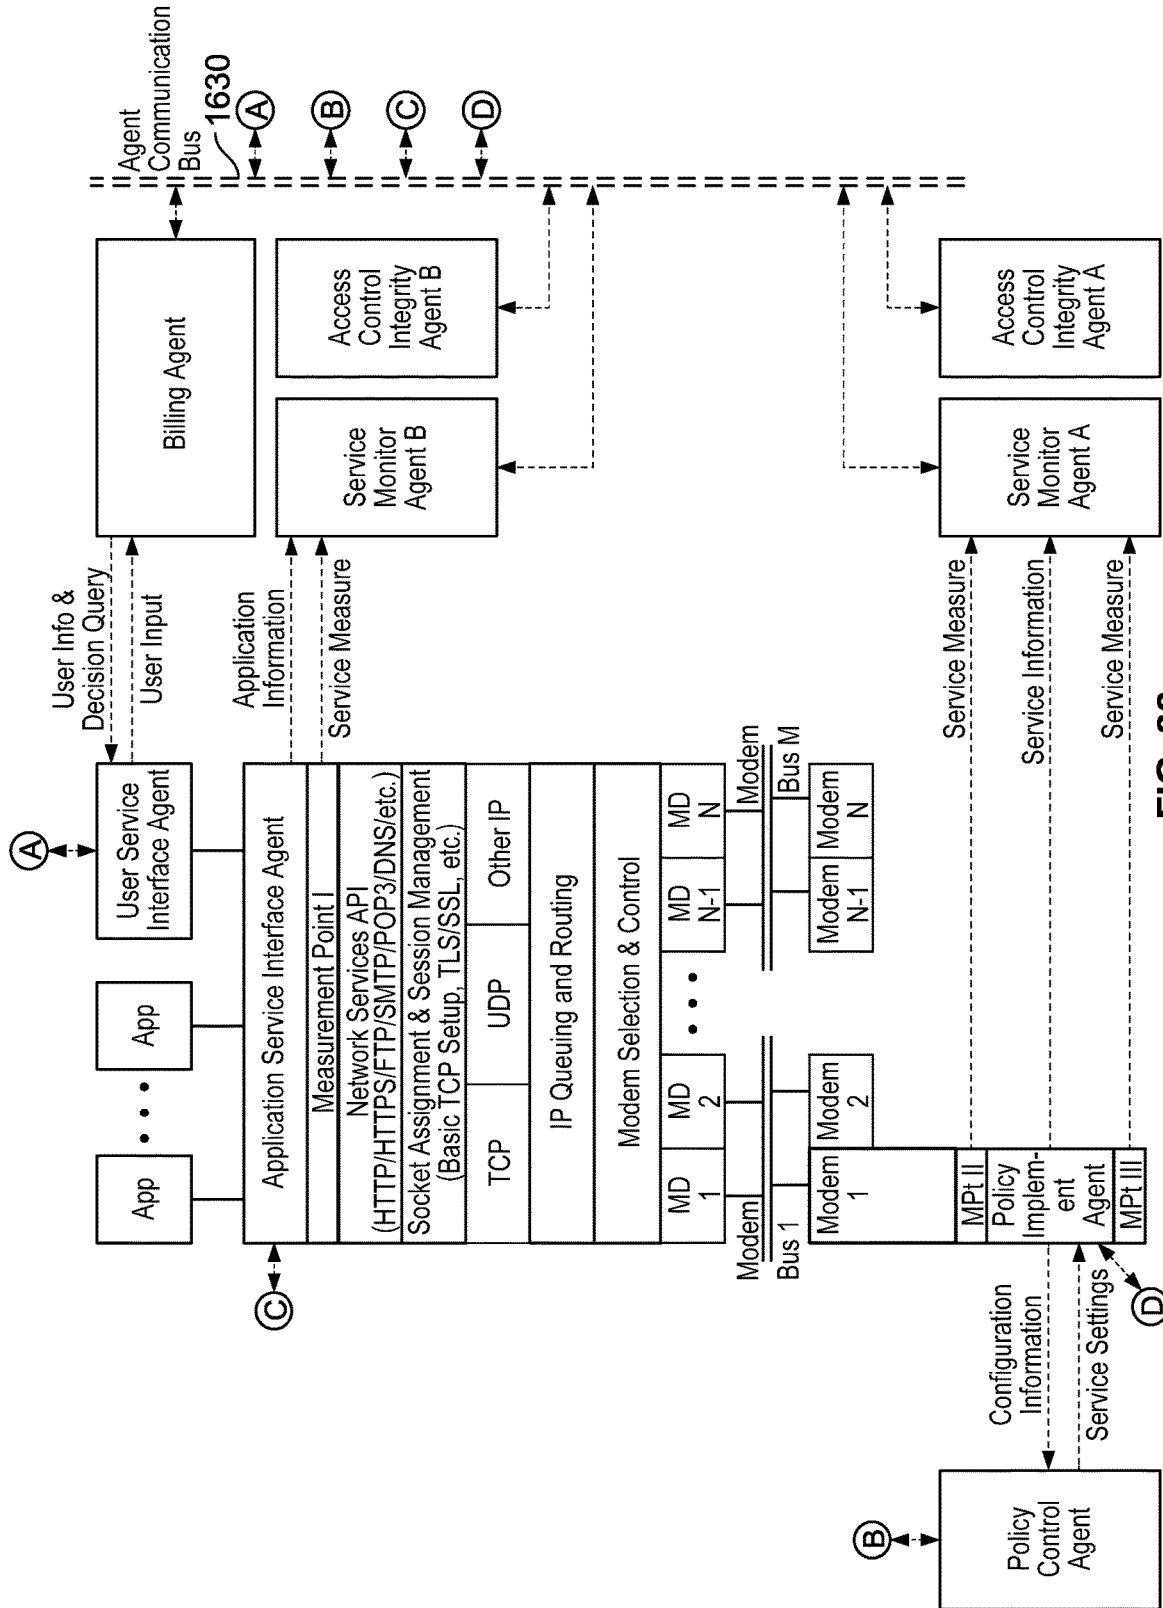 Agent
Communication
Bus
1630
A
B
C
D
Billing Agent
Access
Control
Integrity
Agent B
Service
Monitor
Agent B
Access
Control
Integrity
Agent A
Service
Monitor
Agent A
User Info &
Decision Query
User Input
Application
Information
Service Measure
Service Measure
Service Information
Service Measure
A
User Service
Interface Agent
App
• • •
App
C
Application Service Interface Agent
Measurement Point I
Network Services API
(HTTP/HTTPS/FTP/SMTP/POP3/DNS/etc.)
Socket Assignment & Session Management
(Basic TCP Setup, TLS/SSL, etc.)
TCP
UDP
Other IP
IP Queuing and Routing
Modem Selection & Control
MD
1
MD
2
• • •
MD
N-1
MD
N
Modem
Bus 1
Modem
Bus M
Modem
1
Modem
2
Modem
N-1
Modem
N
MPt II
Policy
Implem-
ent
Agent
MPt III
D
Configuration
Information
Service Settings
B
Policy
Control
Agent